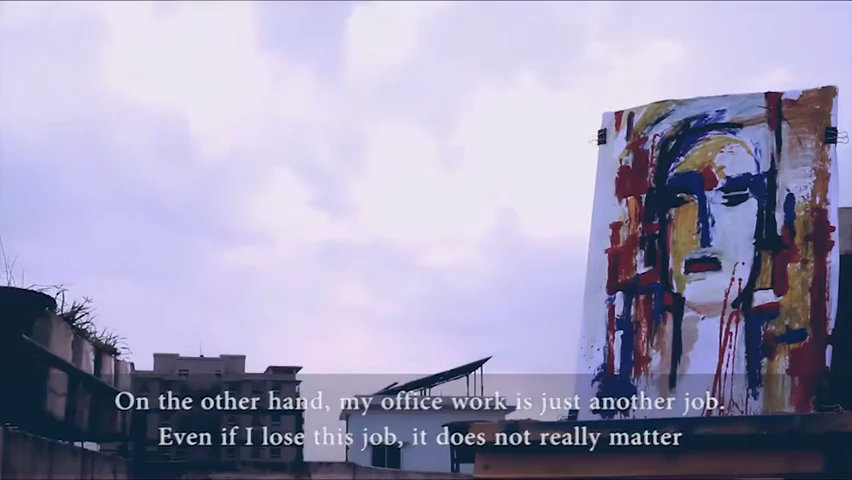 On the other hand, my office work is just another job.
Even if I lose this job, it does not really matter